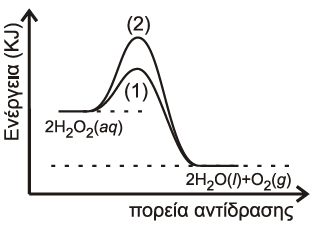 Ενέργεια (KJ)
(2)
(1)
2H₂O₂(aq)
2H₂O(l)+O₂(g)
πορεία αντίδρασης